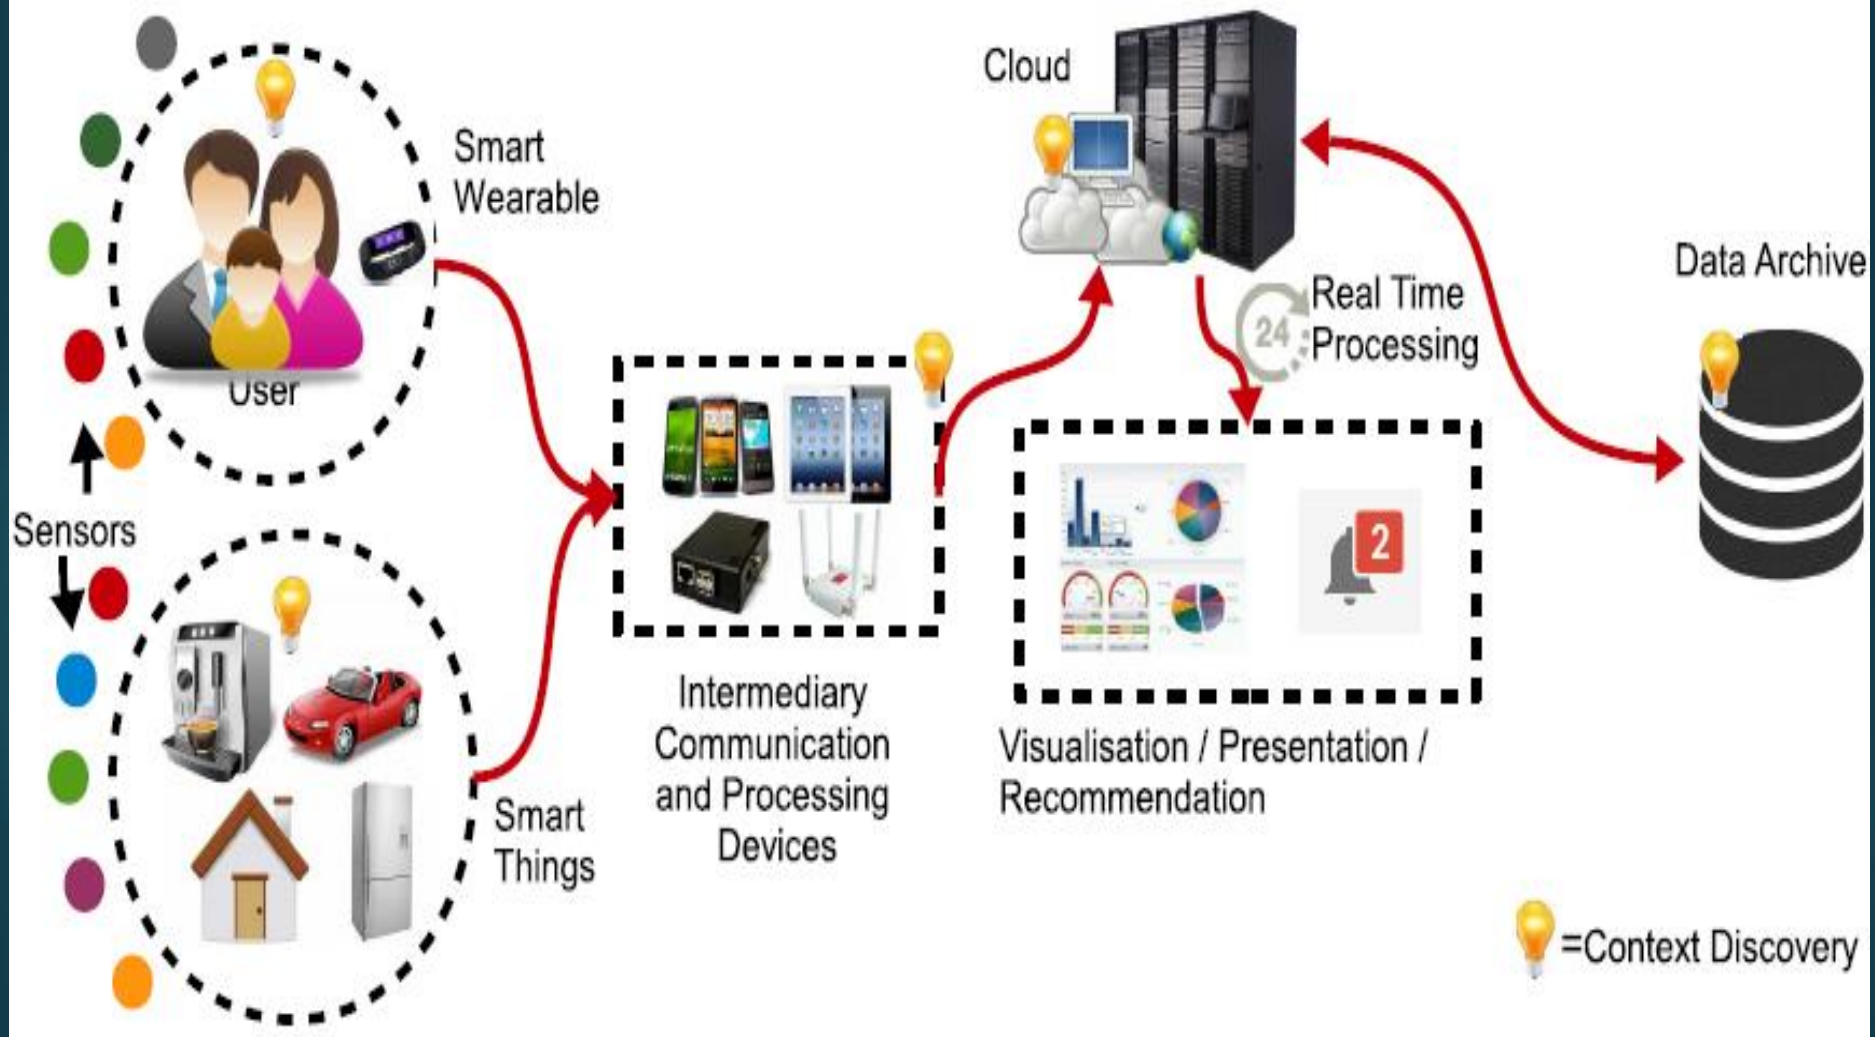 Smart
Wearable
User
Sensors
Smart
Things
Intermediary
Communication
and Processing
Devices
Cloud
24
Real Time
Processing
2
Visualisation / Presentation /
Recommendation
Data Archive
=Context Discovery